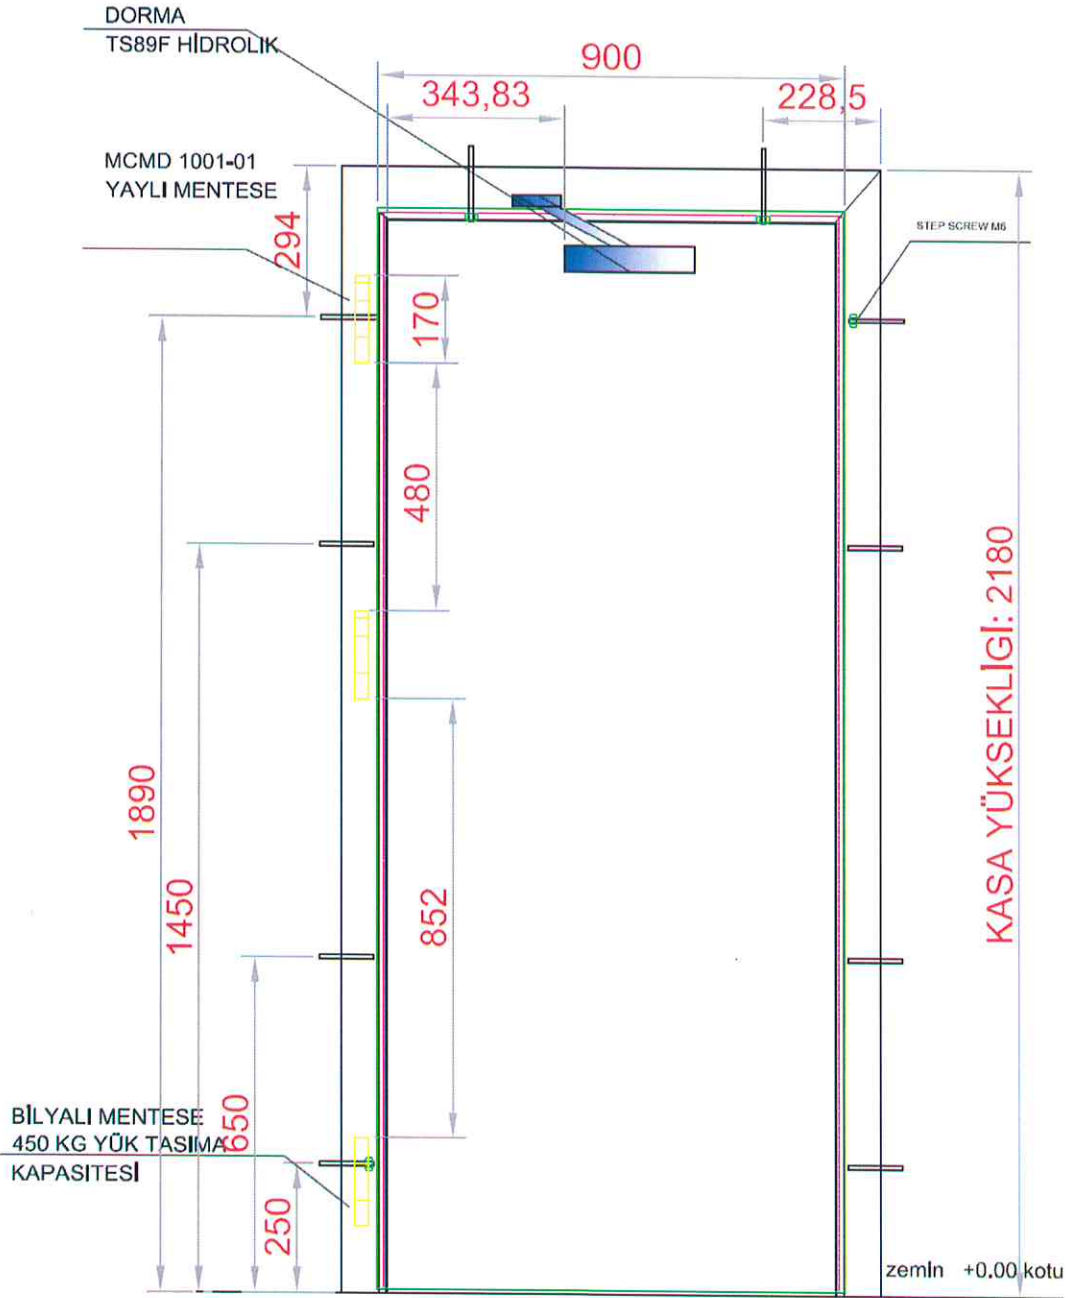 DORMA
TS89F HİDROLIK
900
343,83
228,5
MCMD 1001-01
YAYLI MENTESE
294
STEP SCREW M6
170
480
KASA YÜKSEKLİGİ: 2180
1890
1450
852
650
BİLYALI MENTESE
450 KG YÜK TASIMA
KAPASITESİ
250
zemin +0.00 kotu